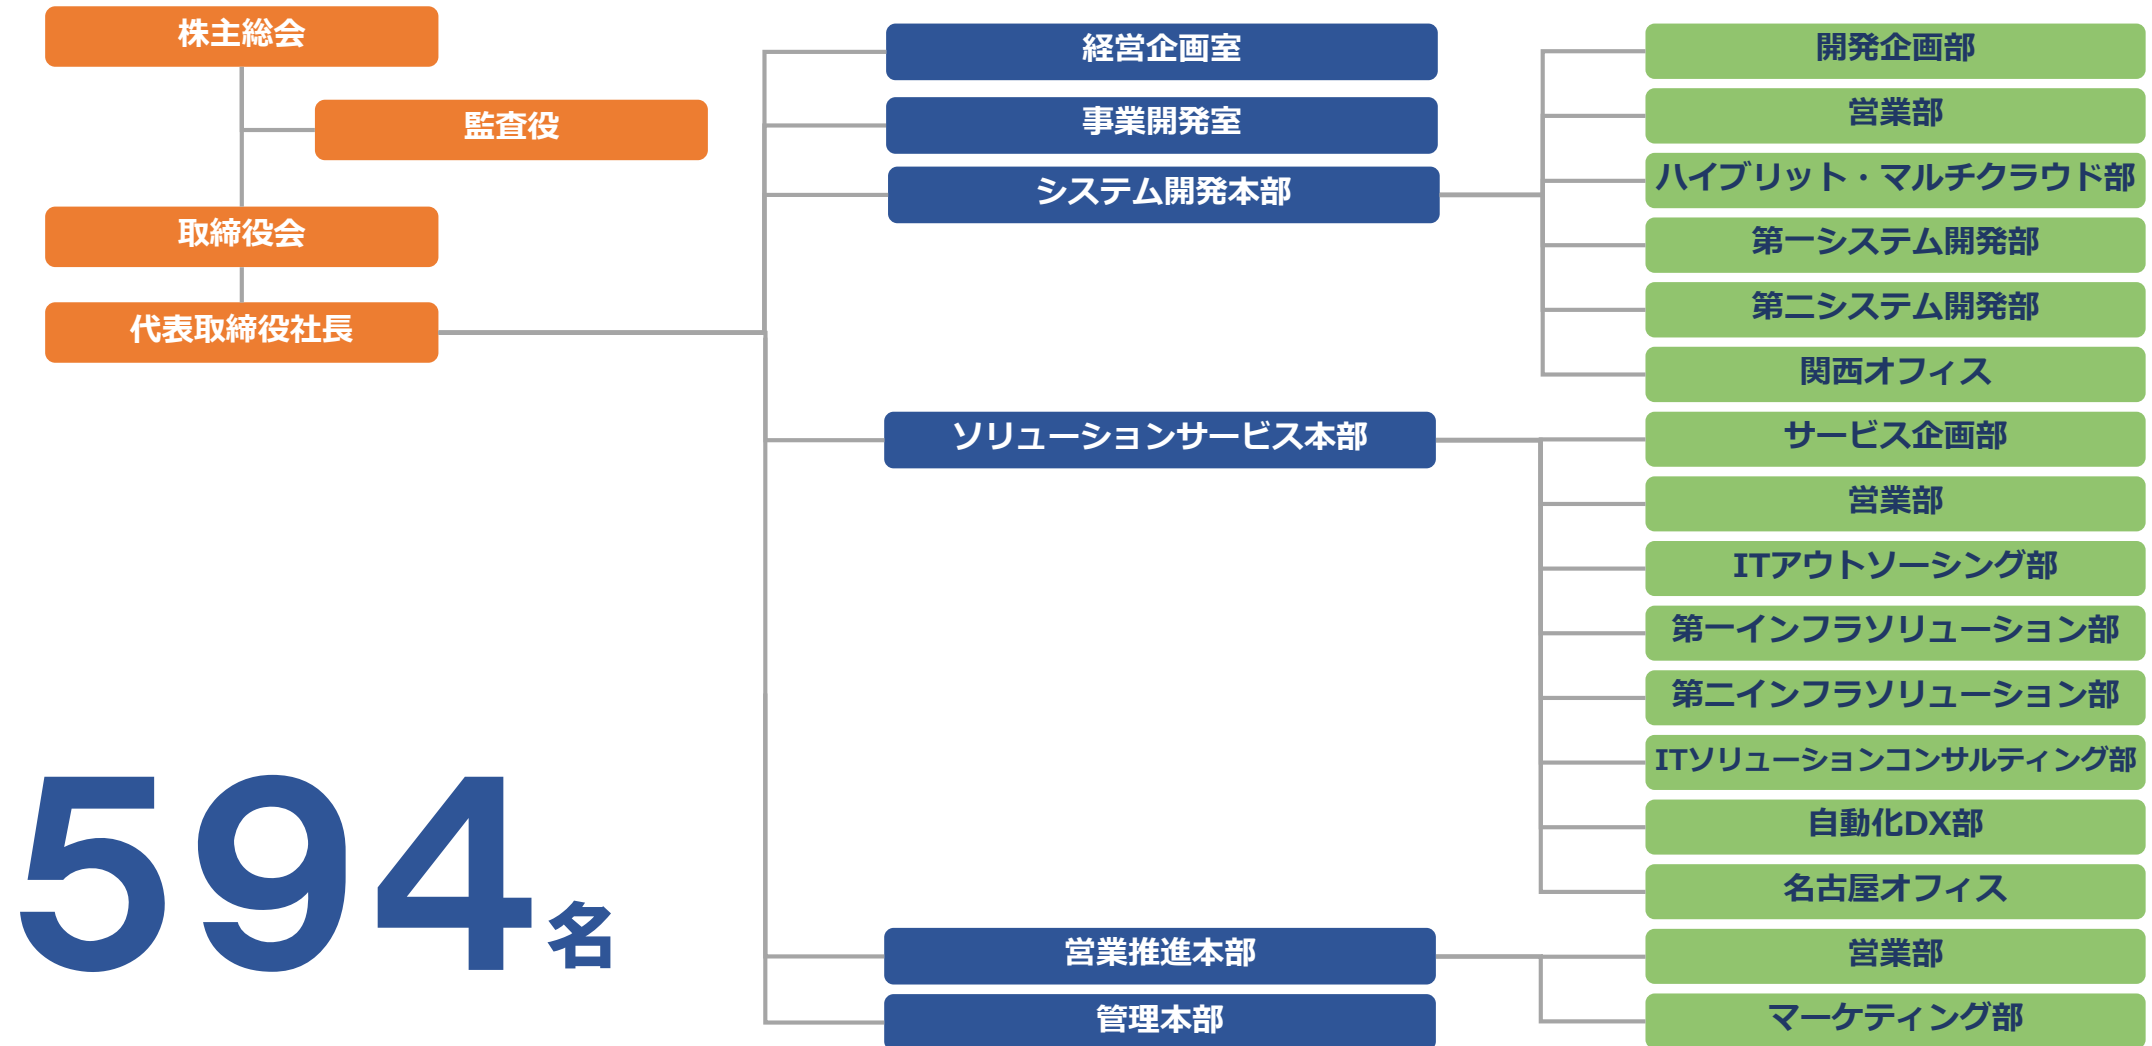 株主総会
監査役
取締役会
代表取締役社長
594名
経営企画室
事業開発室
システム開発本部
開発企画部
営業部
ハイブリット・マルチクラウド部
第一システム開発部
第二システム開発部
関西オフィス
ソリューションサービス本部
サービス企画部
営業部
ITアウトソーシング部
第一インフラソリューション部
第二インフラソリューション部
ITソリューションコンサルティング部
自動化DX部
名古屋オフィス
営業推進本部
営業部
マーケティング部
管理本部